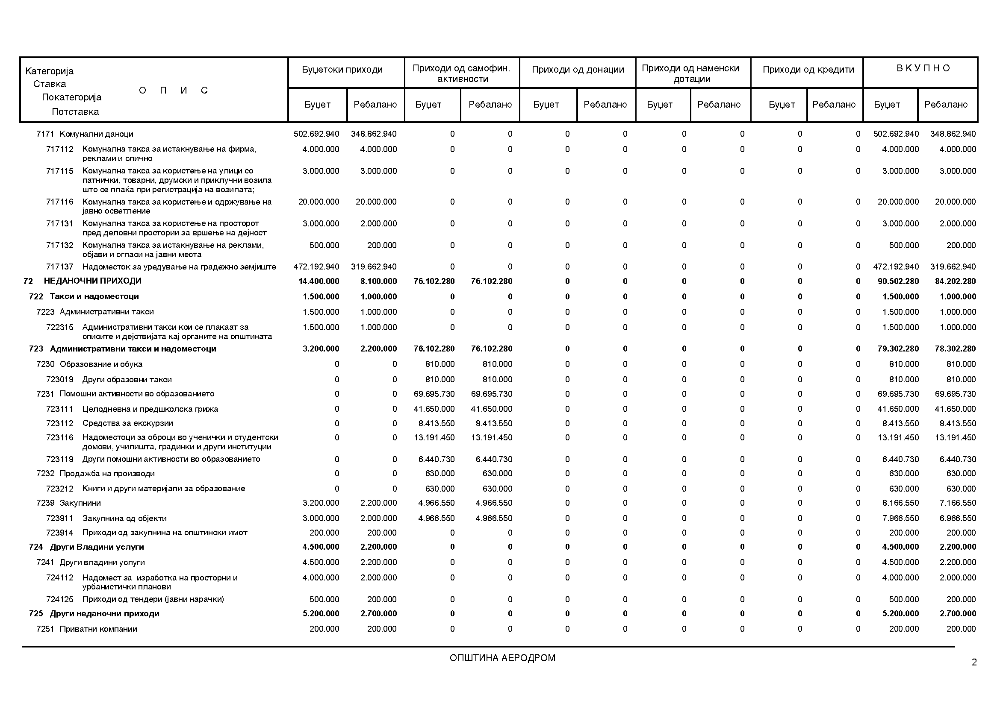 Категорија
Ставка
Покатегорија
Потставка
О П И С
Буџетски приходи
Приходи од самофин.
активности
Приходи од донации
Приходи од наменски
дотации
Приходи од кредити
В К У П Н О
Буџет Ребаланс Буџет Ребаланс Буџет Ребаланс Буџет Ребаланс Буџет Ребаланс Буџет Ребаланс
7171 Комунални даноци 502.692.940 348.862.940 0 0 0 0 0 0 0 0 502.692.940 348.862.940
717112 Комунална такса за истакнување на фирма, 4.000.000 4.000.000 0 0 0 0 0 0 0 0 4.000.000 4.000.000
реклами и слично
717115 Комунална такса за користење на улици со 3.000.000 3.000.000 0 0 0 0 0 0 0 0 3.000.000 3.000.000
патнички, товарни, друмски и приклучни возила
што се плаќа при регистрација на возилата;
717116 Комунална такса за користење и одржување на 20.000.000 20.000.000 0 0 0 0 0 0 0 0 20.000.000 20.000.000
јавно осветление
717131 Комунална такса за користење на просторот 3.000.000 2.000.000 0 0 0 0 0 0 0 0 3.000.000 2.000.000
пред деловни простории за вршење на дејност
717132 Комунална такса за истакнување на реклами, 500.000 200.000 0 0 0 0 0 0 0 0 500.000 200.000
објави и огласи на јавни места
717137 Надоместок за уредување на градежно земјиште 472.192.940 319.662.940 0 0 0 0 0 0 0 0 472.192.940 319.662.940
72 НЕДАНОЧНИ ПРИХОДИ 14.400.000 8.100.000 76.102.280 76.102.280 0 0 0 0 0 0 90.502.280 84.202.280
722 Такси и надоместоци 1.500.000 1.000.000 0 0 0 0 0 0 0 0 1.500.000 1.000.000
7223 Административни такси 1.500.000 1.000.000 0 0 0 0 0 0 0 0 1.500.000 1.000.000
722315 Административни такси кои се плакаат за 1.500.000 1.000.000 0 0 0 0 0 0 0 0 1.500.000 1.000.000
списите и дејствијата кај органите на општината
723 Административни такси и надоместоци 3.200.000 2.200.000 76.102.280 76.102.280 0 0 0 0 0 0 79.302.280 78.302.280
7230 Образование и обука 0 0 810.000 810.000 0 0 0 0 0 0 810.000 810.000
723019 Други образовни такси 0 0 810.000 810.000 0 0 0 0 0 0 810.000 810.000
7231 Помошни активности во образованието 0 0 69.695.730 69.695.730 0 0 0 0 0 0 69.695.730 69.695.730
723111 Целодневна и предшколска грижа 0 0 41.650.000 41.650.000 0 0 0 0 0 0 41.650.000 41.650.000
723112 Средства за екскурзии 0 0 8.413.550 8.413.550 0 0 0 0 0 0 8.413.550 8.413.550
723116 Надоместоци за оброци во ученички и студентски 0 0 13.191.450 13.191.450 0 0 0 0 0 0 13.191.450 13.191.450
домови, училишта, градинки и други институции
723119 Други помошни активности во образованието 0 0 6.440.730 6.440.730 0 0 0 0 0 0 6.440.730 6.440.730
7232 Продажба на производи 0 0 630.000 630.000 0 0 0 0 0 0 630.000 630.000
723212 Книги и други материјали за образование 0 0 630.000 630.000 0 0 0 0 0 0 630.000 630.000
7239 Закупнини 3.200.000 2.200.000 4.966.550 4.966.550 0 0 0 0 0 0 8.166.550 7.166.550
723911 Закупнина од објекти 3.000.000 2.000.000 4.966.550 4.966.550 0 0 0 0 0 0 7.966.550 6.966.550
723914 Приходи од закупнина на општински имот 200.000 200.000 0 0 0 0 0 0 0 0 200.000 200.000
724 Други Владини услуги 4.500.000 2.200.000 0 0 0 0 0 0 0 0 4.500.000 2.200.000
7241 Други владини услуги 4.500.000 2.200.000 0 0 0 0 0 0 0 0 4.500.000 2.200.000
724112 Надомест за изработка на просторни и 4.000.000 2.000.000 0 0 0 0 0 0 0 0 4.000.000 2.000.000
урбанистички планови
724125 Приходи од тендери (јавни нарачки) 500.000 200.000 0 0 0 0 0 0 0 0 500.000 200.000
725 Други неданочни приходи 5.200.000 2.700.000 0 0 0 0 0 0 0 0 5.200.000 2.700.000
7251 Приватни компании 200.000 200.000 0 0 0 0 0 0 0 0 200.000 200.000
ОПШТИНА АЕРОДРОМ
2